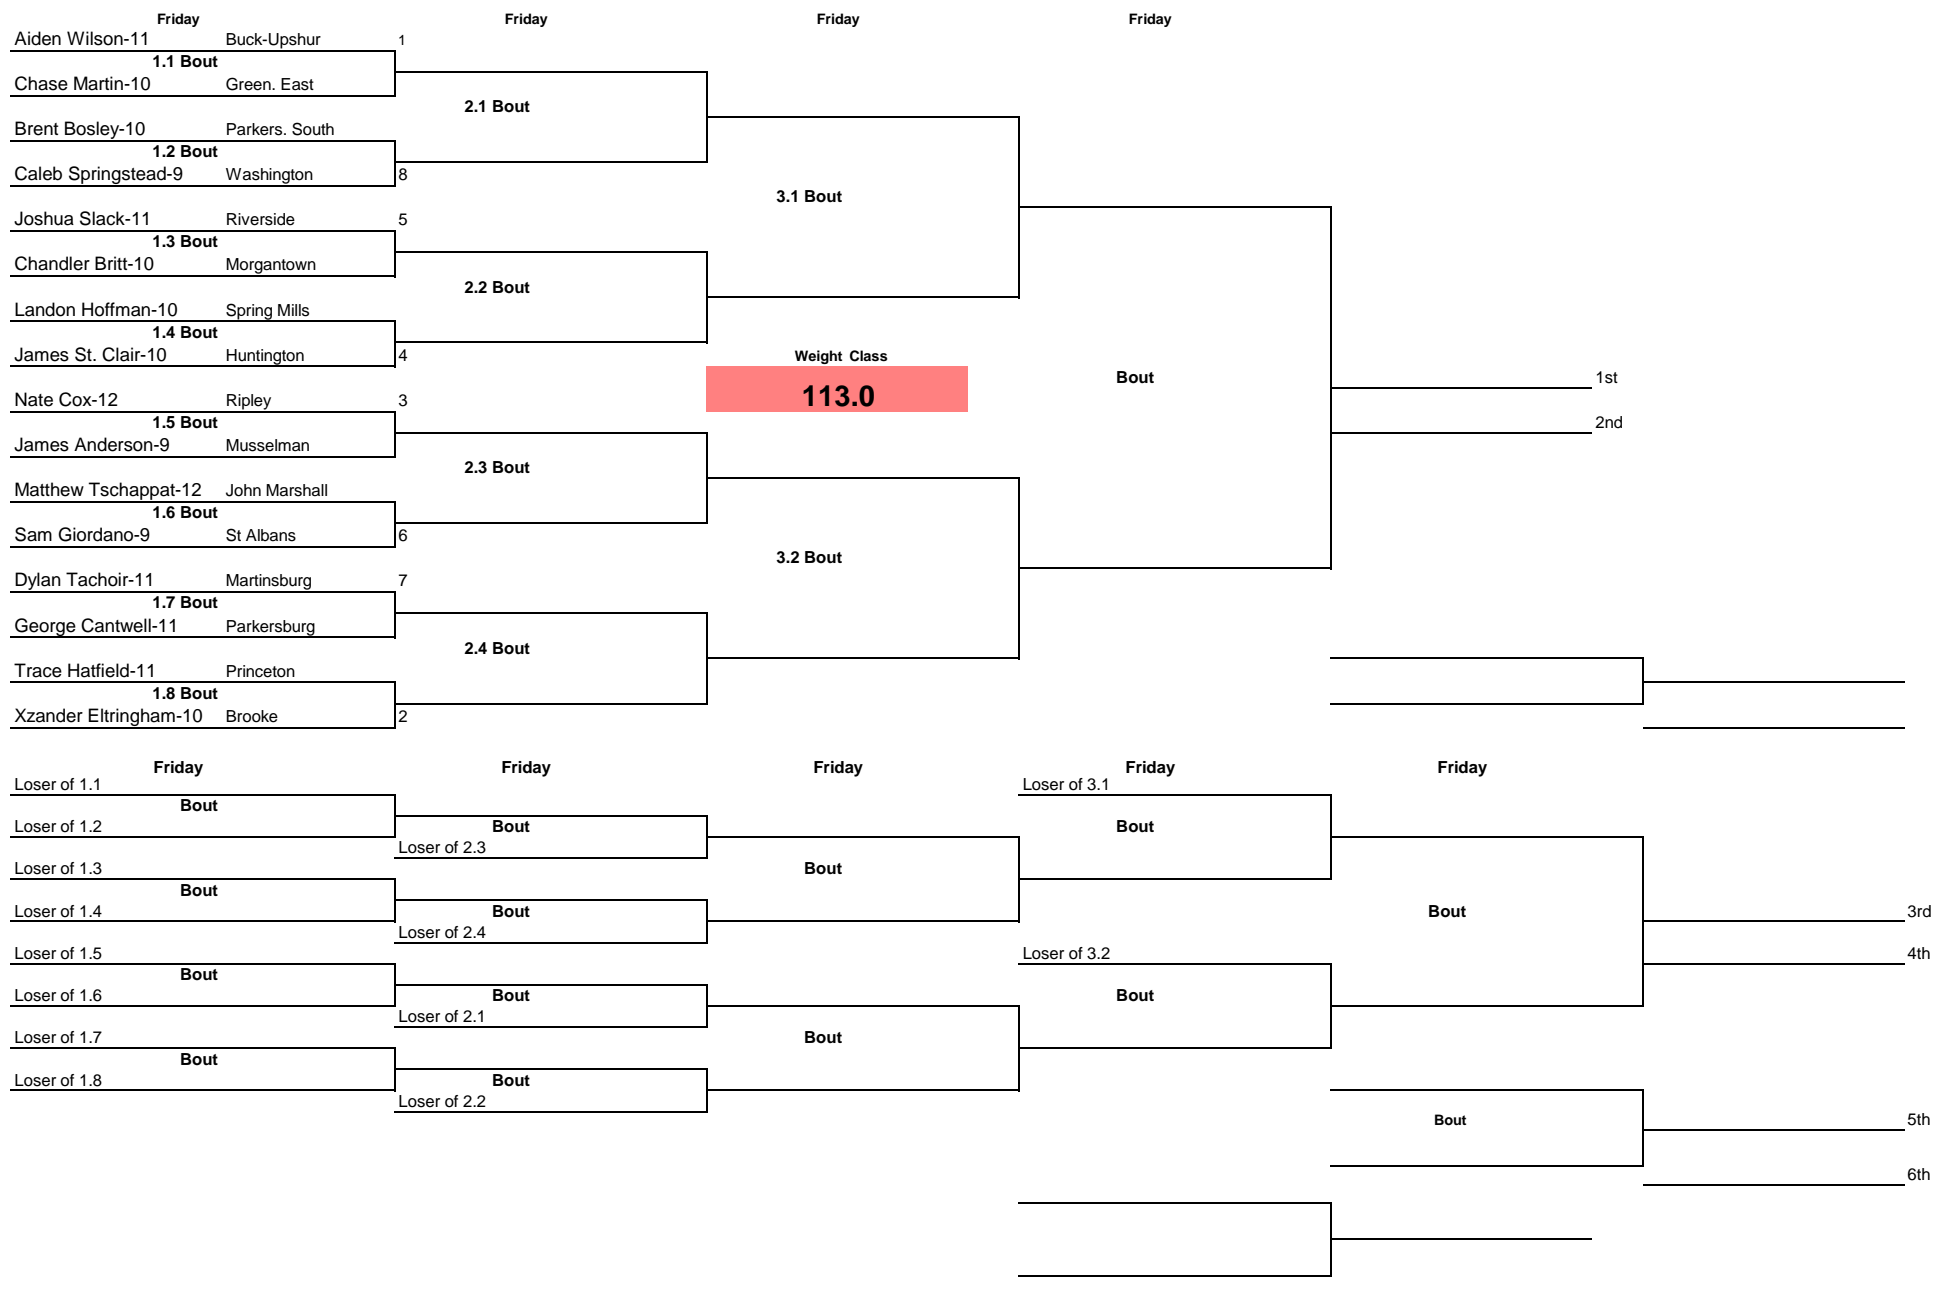 Friday Friday Friday Friday
Aiden Wilson-11 Buck-Upshur 1
1.1 Bout
Chase Martin-10 Green. East
2.1 Bout
Brent Bosley-10 Parkers. South
1.2 Bout
Caleb Springstead-9 Washington 8
3.1 Bout
Joshua Slack-11 Riverside 5
1.3 Bout
Chandler Britt-10 Morgantown
2.2 Bout
Landon Hoffman-10 Spring Mills
1.4 Bout
James St. Clair-10 Huntington 4
Weight Class
Bout 1st
113.0
Nate Cox-12 Ripley 3
1.5 Bout 2nd
James Anderson-9 Musselman
2.3 Bout
Matthew Tschappat-12 John Marshall
1.6 Bout
Sam Giordano-9 St Albans 6
3.2 Bout
Dylan Tachoir-11 Martinsburg 7
1.7 Bout
George Cantwell-11 Parkersburg
2.4 Bout
Trace Hatfield-11 Princeton
1.8 Bout
Xzander Eltringham-10 Brooke 2
Friday Friday Friday Friday Friday
Loser of 1.1 Loser of 3.1
Bout
Loser of 1.2 Bout Bout
Loser of 2.3
Loser of 1.3 Bout
Bout
Loser of 1.4 Bout Bout 3rd
Loser of 2.4
Loser of 1.5 Loser of 3.2 4th
Bout
Loser of 1.6 Bout Bout
Loser of 2.1
Loser of 1.7 Bout
Bout
Loser of 1.8 Bout
Loser of 2.2
Bout 5th
6th